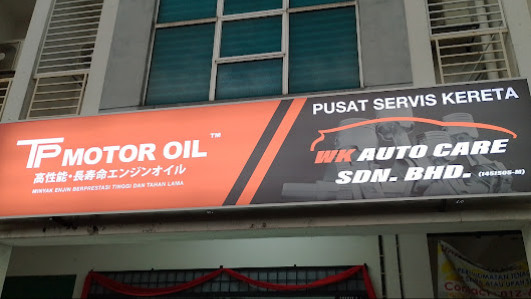 TP MOTOR OIL™
高性能・長寿命エンジンオイル
MINYAK ENJIN BERPRESTASI TINGGI DAN TAHAN LAMA
PUSAT SERVIS KERETA
WK AUTO CARE
SDN. BHD. (1451506-M)